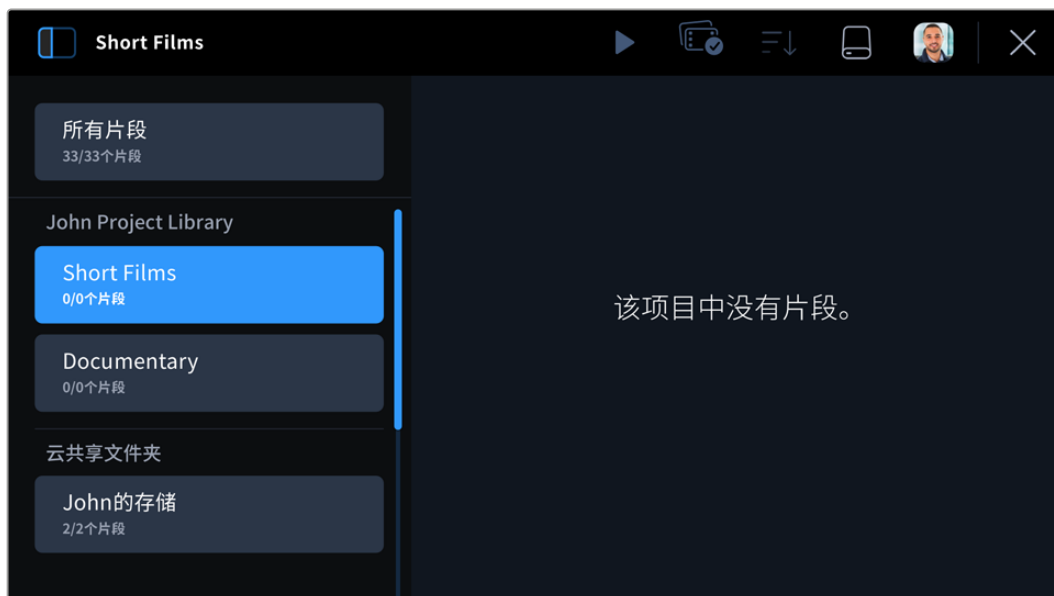 Short Films
所有片段
33/33个片段
John Project Library
Short Films
0/0个片段
Documentary
0/0个片段
云共享文件夹
John的存储
2/2个片段
该项目中没有片段。